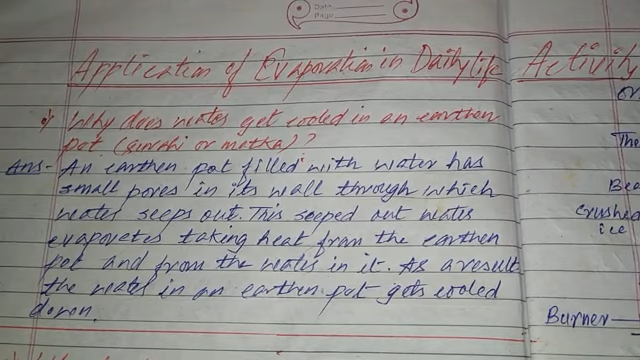 Date
Page
Application of Evaporation in Daily life
Why does water get cooled in an earthen
pot (surahi or matka)?
Ans- An earthen pot filled with water has
small pores in its wall through which
water seeps out. This seeped out water
evaporates taking heat from the earthen
pot and from the water in it. As a result
the water in an earthen pot gets cooled
down.
Activity
The
crushed
ice
Burner